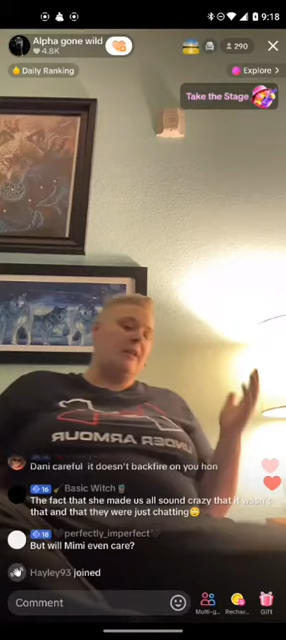 9:18
Alpha gone wild
4.8K
290
Daily Ranking
Explore >
Take the Stage
UNDER ARMOUR
Dani careful it doesn't backfire on you hon
16 Basic Witch
The fact that she made us all sound crazy that it wasn't
that and that they were just chatting🙄
18 perfectly_imperfect
But will Mimi even care?
Hayley93 joined
Comment
Multi-g...
Rechar...
Gift